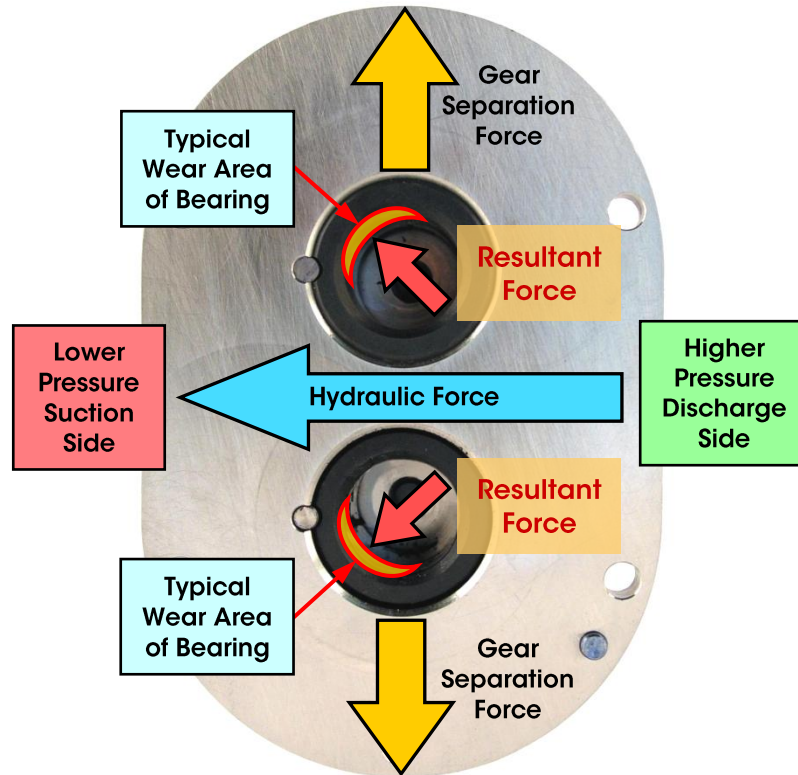 Gear
Separation
Force
Typical
Wear Area
of Bearing
Resultant
Force
Lower
Pressure
Suction
Side
Hydraulic Force
Higher
Pressure
Discharge
Side
Resultant
Force
Typical
Wear Area
of Bearing
Gear
Separation
Force